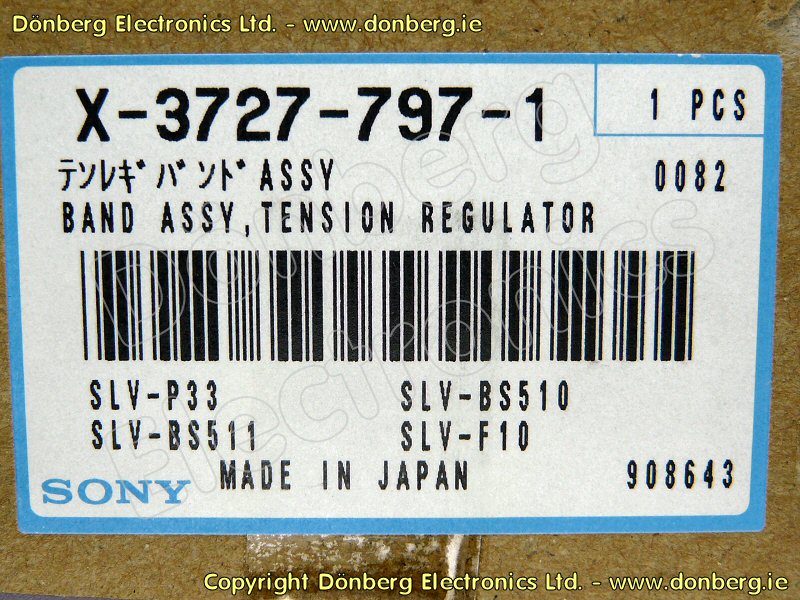 Dönberg Electronics Ltd. - www.donberg.ie
X-3727-797-1
1 PCS
ﾃﾝﾚｷﾞﾊﾞﾝﾄﾞASSY
0082
BAND ASSY,TENSION REGULATOR
Dönberg
Electronics
SLV-P33 SLV-BS510
SLV-BS511 SLV-F10
SONY MADE IN JAPAN 908643
Copyright Dönberg Electronics Ltd. - www.donberg.ie